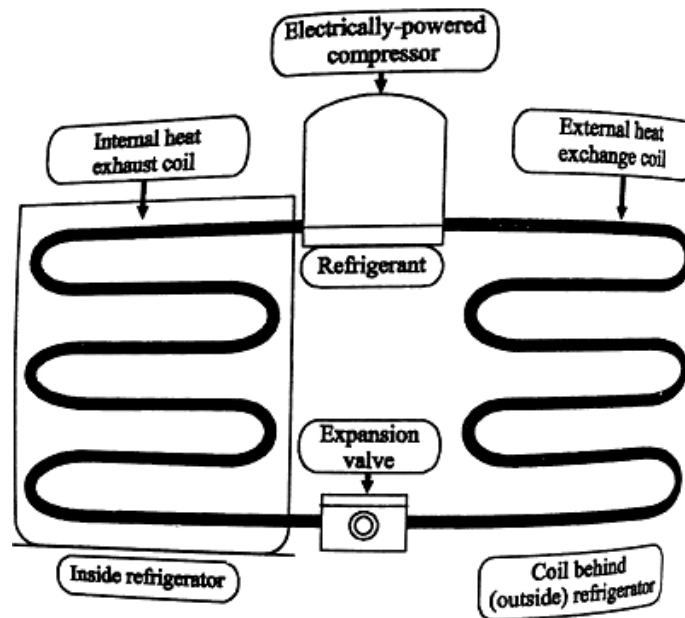 Electrically-powered
compressor
Internal heat
exhaust coil
External heat
exchange coil
Refrigerant
Expansion
valve
Inside refrigerator
Coil behind
(outside) refrigerator